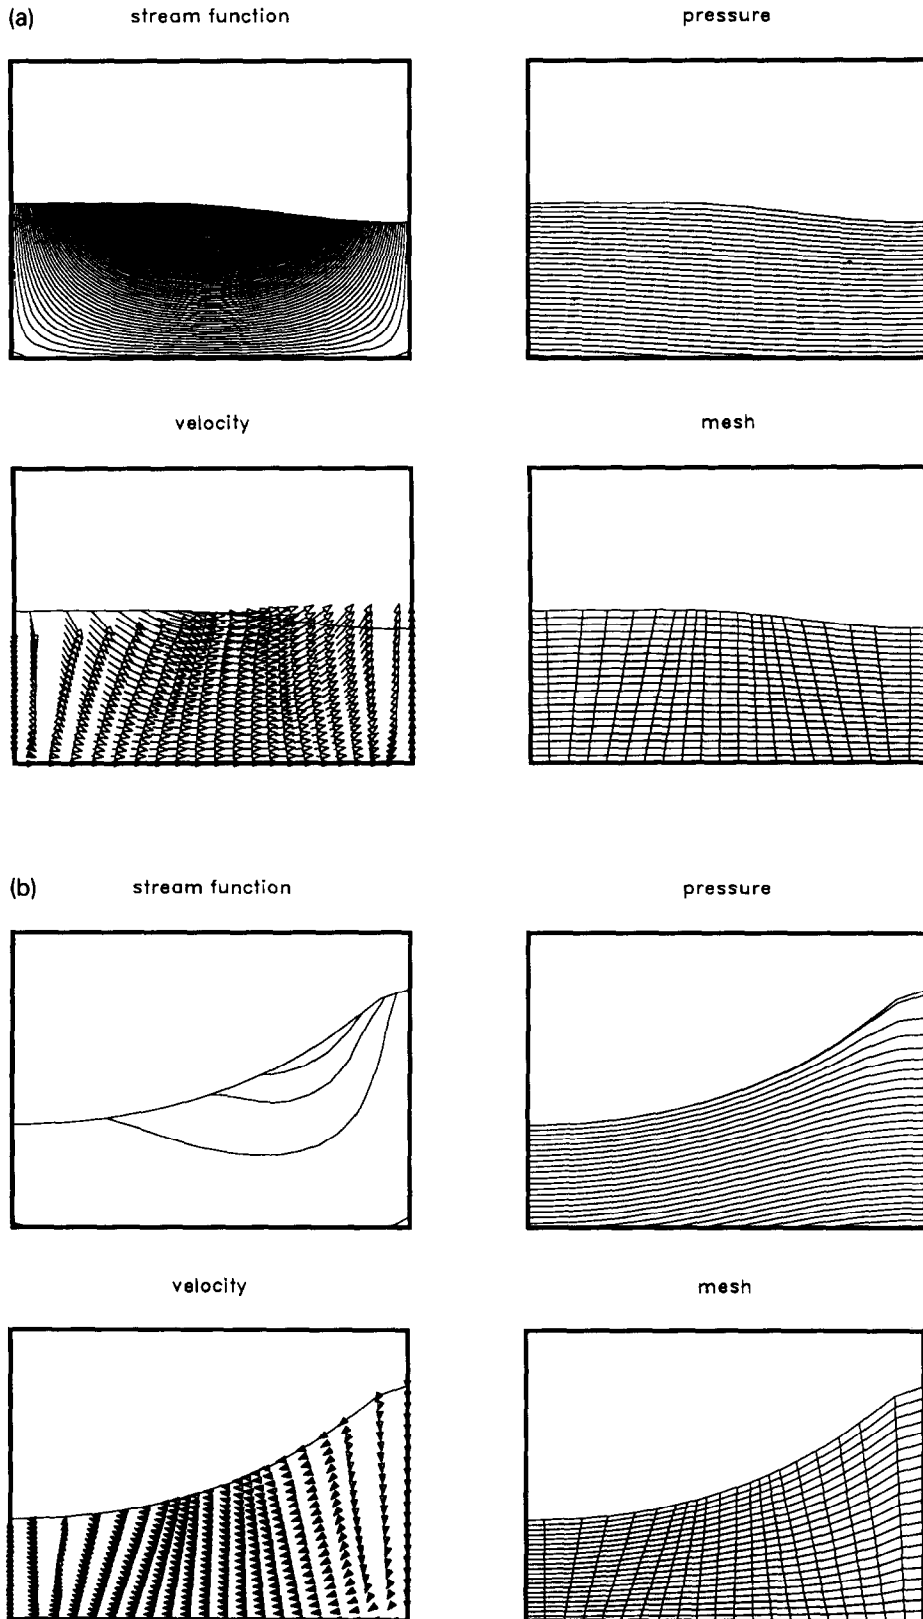 (a) stream function pressure
velocity mesh
(b) stream function pressure
velocity mesh